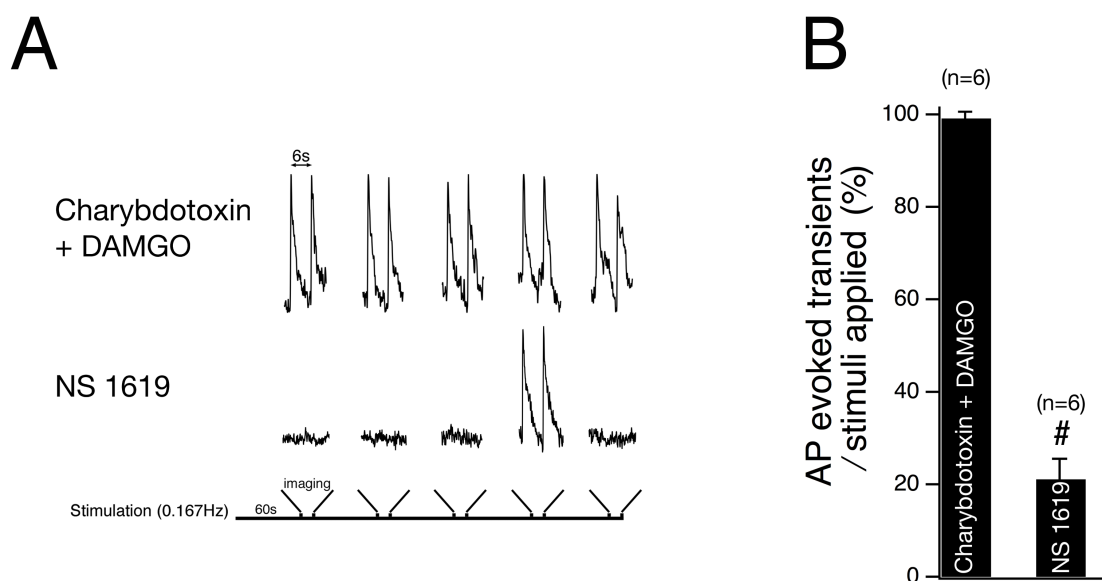 A
6s
Charybdotoxin
+ DAMGO
NS 1619
imaging
Stimulation (0.167Hz)
60s
B
(n=6)
AP evoked transients
/ stimuli applied (%)
100
80
60
40
20
0
Charybdotoxin + DAMGO
(n=6)
#
NS 1619